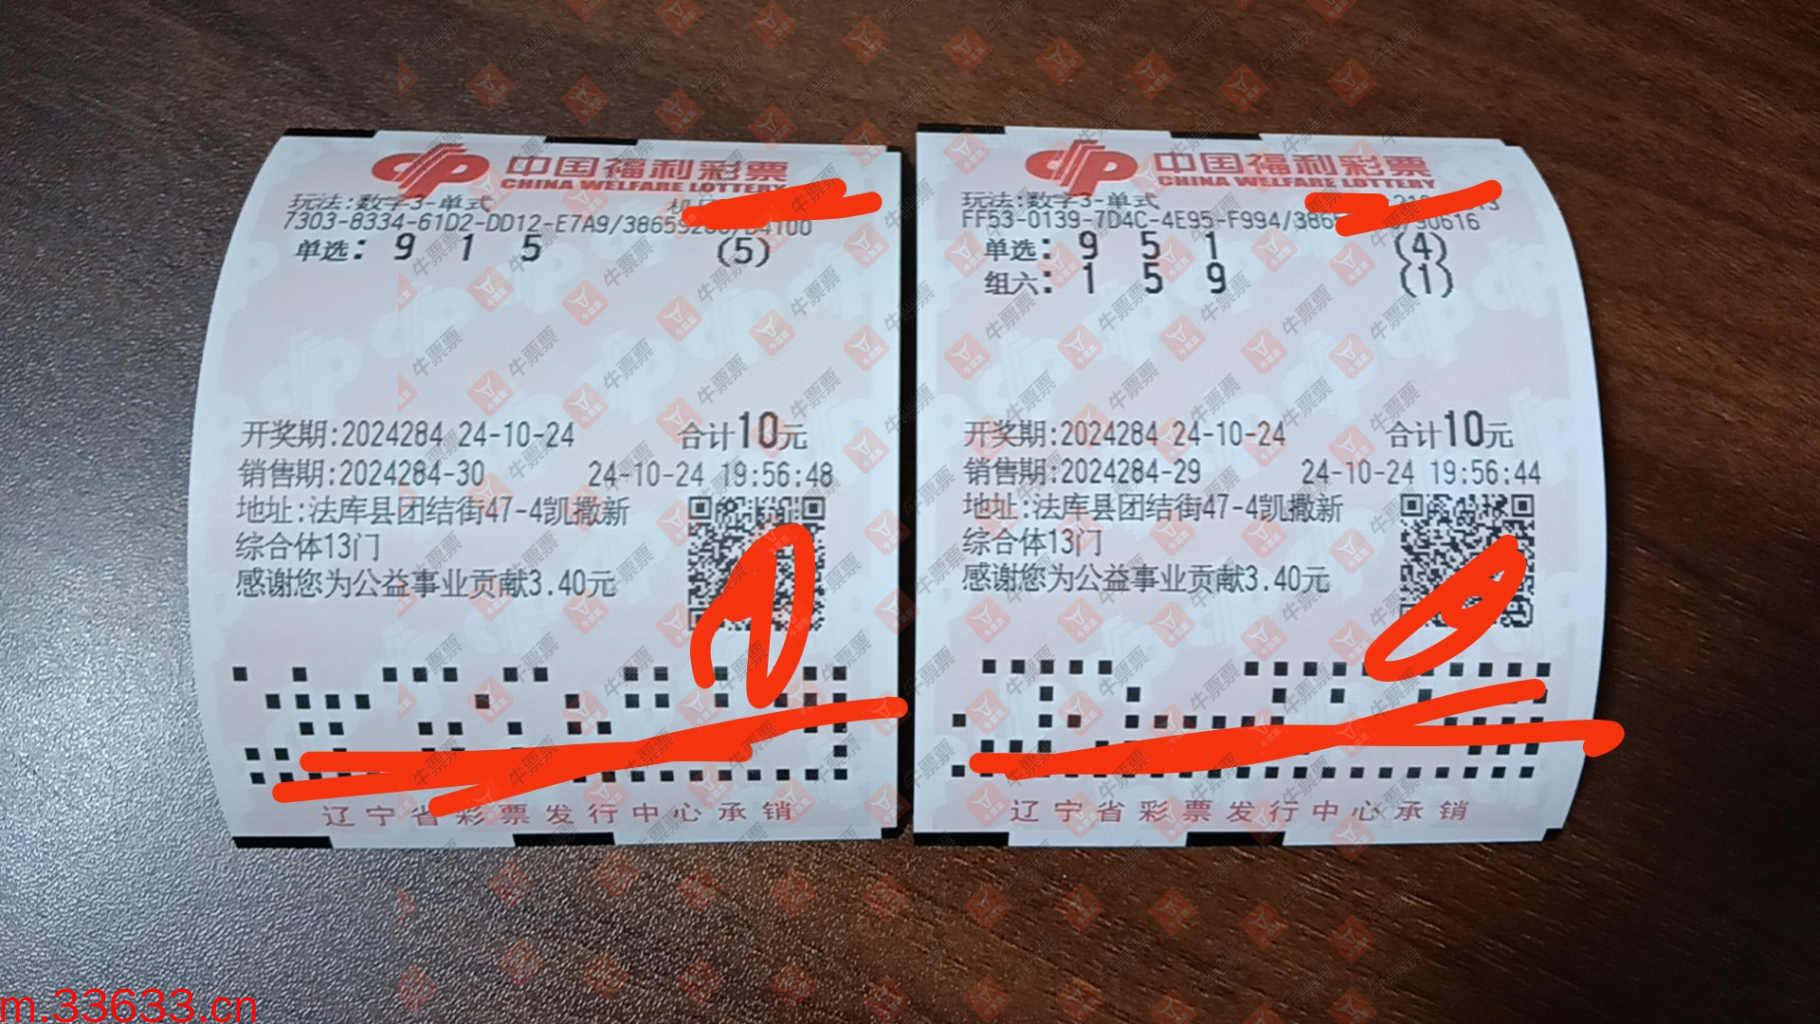 中国福利彩票
CHINA WELFARE LOTTERY
玩法:数字3-单式
7303-8334-61D2-DD12-E7A9/38659
单选: 9 1 5 (5)
开奖期:2024284 24-10-24 合计10元
销售期:2024284-30 24-10-24 19:56:48
地址:法库县团结街47-4凯撒新
综合体13门
感谢您为公益事业贡献3.40元
辽宁省彩票发行中心承销
中国福利彩票
CHINA WELFARE LOTTERY
玩法:数字3-单式
FF53-0139-7D4C-4E95-F994/386 /90616
单选: 9 5 1 (4)
组六: 1 5 9 (1)
开奖期:2024284 24-10-24 合计10元
销售期:2024284-29 24-10-24 19:56:44
地址:法库县团结街47-4凯撒新
综合体13门
感谢您为公益事业贡献3.40元
辽宁省彩票发行中心承销
牛票票
m.33633.cn